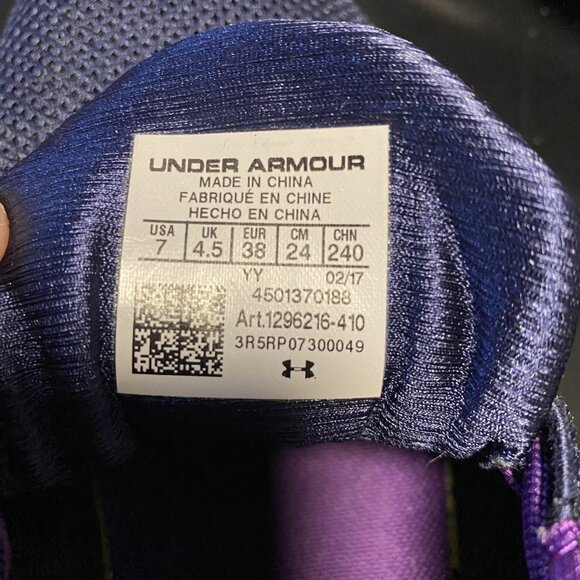 UNDER ARMOUR
MADE IN CHINA
FABRIQUÉ EN CHINE
HECHO EN CHINA
USA UK EUR CM CHN
7 4.5 38 24 240
YY 02/17
4501370188
Art.1296216-410
3R5RP07300049